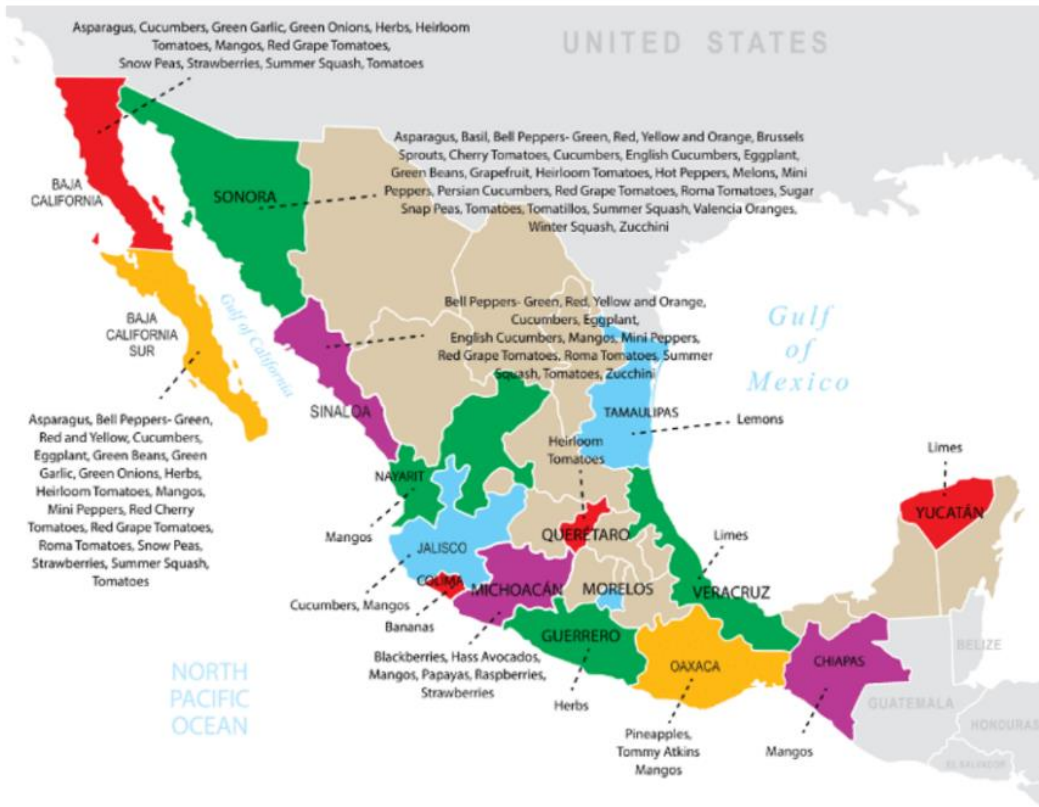 Asparagus, Cucumbers, Green Garlic, Green Onions, Herbs, Heirloom
Tomatoes, Mangos, Red Grape Tomatoes,
Snow Peas, Strawberries, Summer Squash, Tomatoes
UNITED STATES
Asparagus, Basil, Bell Peppers- Green, Red, Yellow and Orange, Brussels
Sprouts, Cherry Tomatoes, Cucumbers, English Cucumbers, Eggplant,
Green Beans, Grapefruit, Heirloom Tomatoes, Hot Peppers, Melons, Mini
Peppers, Persian Cucumbers, Red Grape Tomatoes, Roma Tomatoes, Sugar
Snap Peas, Tomatoes, Tomatillos, Summer Squash, Valencia Oranges,
Winter Squash, Zucchini
BAJA
CALIFORNIA
SONORA
Gulf of California
BAJA
CALIFORNIA
SUR
Bell Peppers- Green, Red, Yellow and Orange,
Cucumbers, Eggplant,
English Cucumbers, Mangos, Mini Peppers,
Red Grape Tomatoes, Roma Tomatoes, Summer
Squash, Tomatoes, Zucchini
Gulf
of
Mexico
SINALOA
TAMAULIPAS
Lemons
Asparagus, Bell Peppers- Green,
Red and Yellow, Cucumbers,
Eggplant, Green Beans, Green
Garlic, Green Onions, Herbs,
Heirloom Tomatoes, Mangos,
Mini Peppers, Red Cherry
Tomatoes, Red Grape Tomatoes,
Roma Tomatoes, Snow Peas,
Strawberries, Summer Squash,
Tomatoes
Heirloom
Tomatoes
Limes
NAYARIT
Mangos
YUCATÁN
QUERÉTARO
Limes
JALISCO
COLIMA
MICHOACÁN
MORELOS
VERACRUZ
Cucumbers, Mangos
Bananas
GUERRERO
Blackberries, Hass Avocados,
Mangos, Papayas, Raspberries,
Strawberries
OAXACA
CHIAPAS
BELIZE
GUATEMALA
HONDURAS
EL SALVADOR
NORTH
PACIFIC
OCEAN
Herbs
Pineapples,
Tommy Atkins
Mangos
Mangos